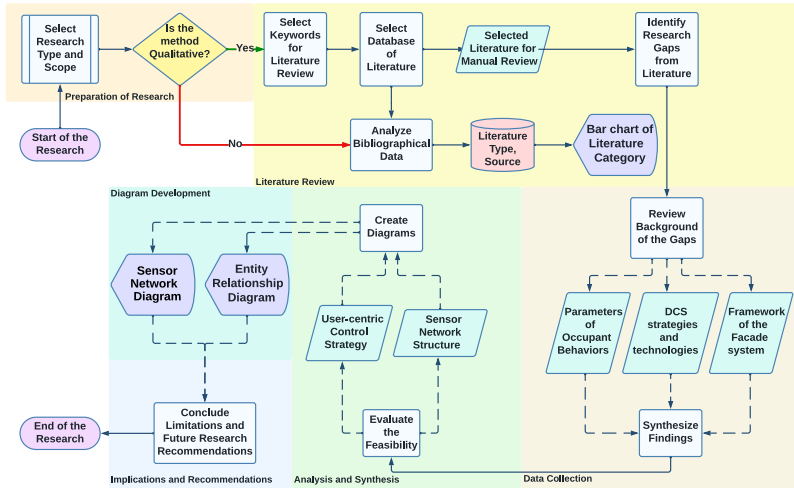 Select
Research
Type and
Scope
Is the
method
Qualitative?
Yes
Select
Keywords
for
Literature
Review
Select
Database
of
Literature
Selected
Literature for
Manual Review
Identify
Research
Gaps
from
Literature
Preparation of Research
Start of the
Research
No
Analyze
Bibliographical
Data
Literature
Type,
Source
Bar chart of
Literature
Category
Literature Review
Diagram Development
Create
Diagrams
Review
Background
of the Gaps
Sensor
Network
Diagram
Entity
Relationship
Diagram
User-centric
Control
Strategy
Sensor
Network
Structure
Parameters
of
Occupant
Behaviors
DCS
strategies
and
technologies
Framework
of the
Facade
system
End of the
Research
Conclude
Limitations and
Future Research
Recommendations
Evaluate
the
Feasibility
Synthesize
Findings
Implications and Recommendations
Analysis and Synthesis
Data Collection